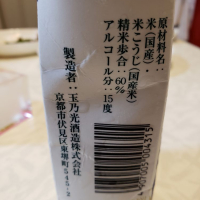 原材料名：
米（国産）・
米こうじ（国産米）
精米歩合：60％
アルコール分：15度
製造者：玉乃光酒造株式会社
京都市伏見区東堺町545-2